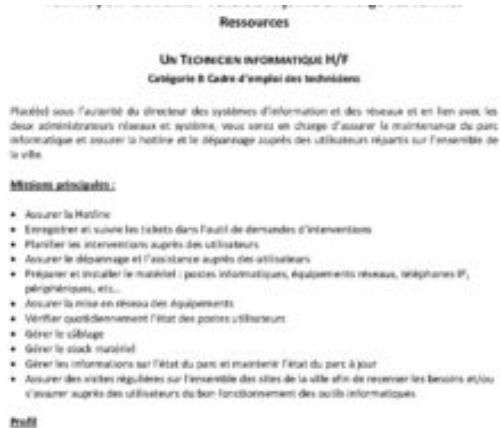 Ressources
UN TECHNICIEN INFORMATIQUE H/F
Catégorie B Cadre d'emploi des techniciens
Placé(e) sous l'autorité du directeur des systèmes d'information et des réseaux et en lien avec les
deux administrateurs réseaux et système, vous serez en charge d'assurer la maintenance du parc
informatique et assurer la hotline et le dépannage auprès des utilisateurs répartis sur l'ensemble de
la ville.
Missions principales :
• Assurer la Hotline
• Enregistrer et suivre les tickets dans l'outil de demandes d'interventions
• Planifier les interventions auprès des utilisateurs
• Assurer le dépannage et l'assistance auprès des utilisateurs
• Préparer et installer le matériel : postes informatiques, équipements réseaux, téléphones IP,
périphériques, etc...
• Assurer la mise en réseau des équipements
• Vérifier quotidiennement l'état des postes utilisateurs
• Gérer le câblage
• Gérer le stock matériel
• Gérer les informations sur l'état du parc et maintenir l'état du parc à jour
• Assurer des visites régulières sur l'ensemble des sites de la ville afin de recenser les besoins et/ou
s'assurer auprès des utilisateurs du bon fonctionnement des outils informatiques
Profil